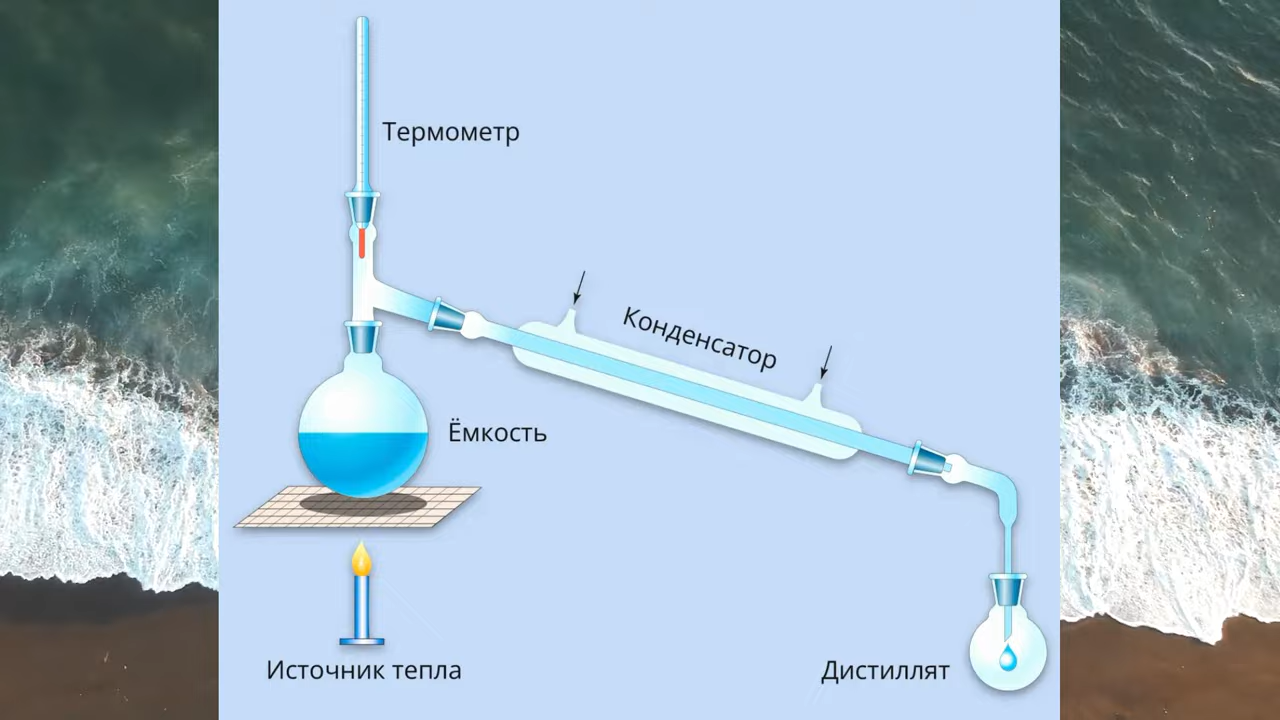 Термометр
Конденсатор
Ёмкость
Источник тепла
Дистиллят